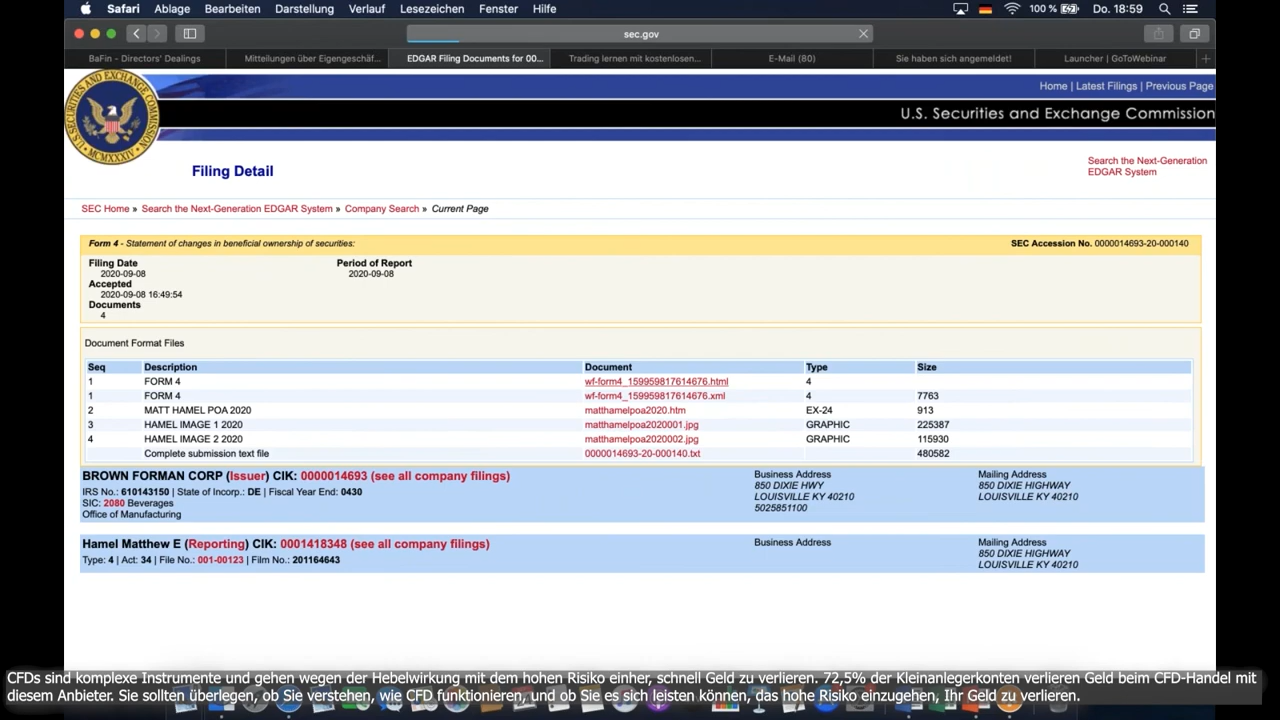 Safari Ablage Bearbeiten Darstellung Verlauf Lesezeichen Fenster Hilfe 100 % Do. 18:59
sec.gov
BaFin - Directors' Dealings Mitteilungen über Eigengeschäf... EDGAR Filing Documents for 00... Trading lernen mit kostenlosen... E-Mail (80) Sie haben sich angemeldet! Launcher | GoToWebinar
Home | Latest Filings | Previous Page
U.S. Securities and Exchange Commission
Filing Detail
Search the Next-Generation
EDGAR System
SEC Home » Search the Next-Generation EDGAR System » Company Search » Current Page
Form 4 - Statement of changes in beneficial ownership of securities: SEC Accession No. 0000014693-20-000140
Filing Date Period of Report
2020-09-08 2020-09-08
Accepted
2020-09-08 16:49:54
Documents
4
Document Format Files
Seq Description Document Type Size
1 FORM 4 wf-form4_159959817614676.html 4
1 FORM 4 wf-form4_159959817614676.xml 4 7763
2 MATT HAMEL POA 2020 matthamelpoa2020.htm EX-24 913
3 HAMEL IMAGE 1 2020 matthamelpoa2020001.jpg GRAPHIC 225387
4 HAMEL IMAGE 2 2020 matthamelpoa2020002.jpg GRAPHIC 115930
Complete submission text file 0000014693-20-000140.txt 480582
BROWN FORMAN CORP (Issuer) CIK: 0000014693 (see all company filings)
IRS No.: 610143150 | State of Incorp.: DE | Fiscal Year End: 0430
SIC: 2080 Beverages
Office of Manufacturing
Business Address
850 DIXIE HWY
LOUISVILLE KY 40210
5025851100
Mailing Address
850 DIXIE HIGHWAY
LOUISVILLE KY 40210
Hamel Matthew E (Reporting) CIK: 0001418348 (see all company filings)
Type: 4 | Act: 34 | File No.: 001-00123 | Film No.: 201164643
Business Address
Mailing Address
850 DIXIE HIGHWAY
LOUISVILLE KY 40210
CFDs sind komplexe Instrumente und gehen wegen der Hebelwirkung mit dem hohen Risiko einher, schnell Geld zu verlieren. 72,5% der Kleinanlegerkonten verlieren Geld beim CFD-Handel mit
diesem Anbieter. Sie sollten überlegen, ob Sie verstehen, wie CFD funktionieren, und ob Sie es sich leisten können, das hohe Risiko einzugehen, Ihr Geld zu verlieren.